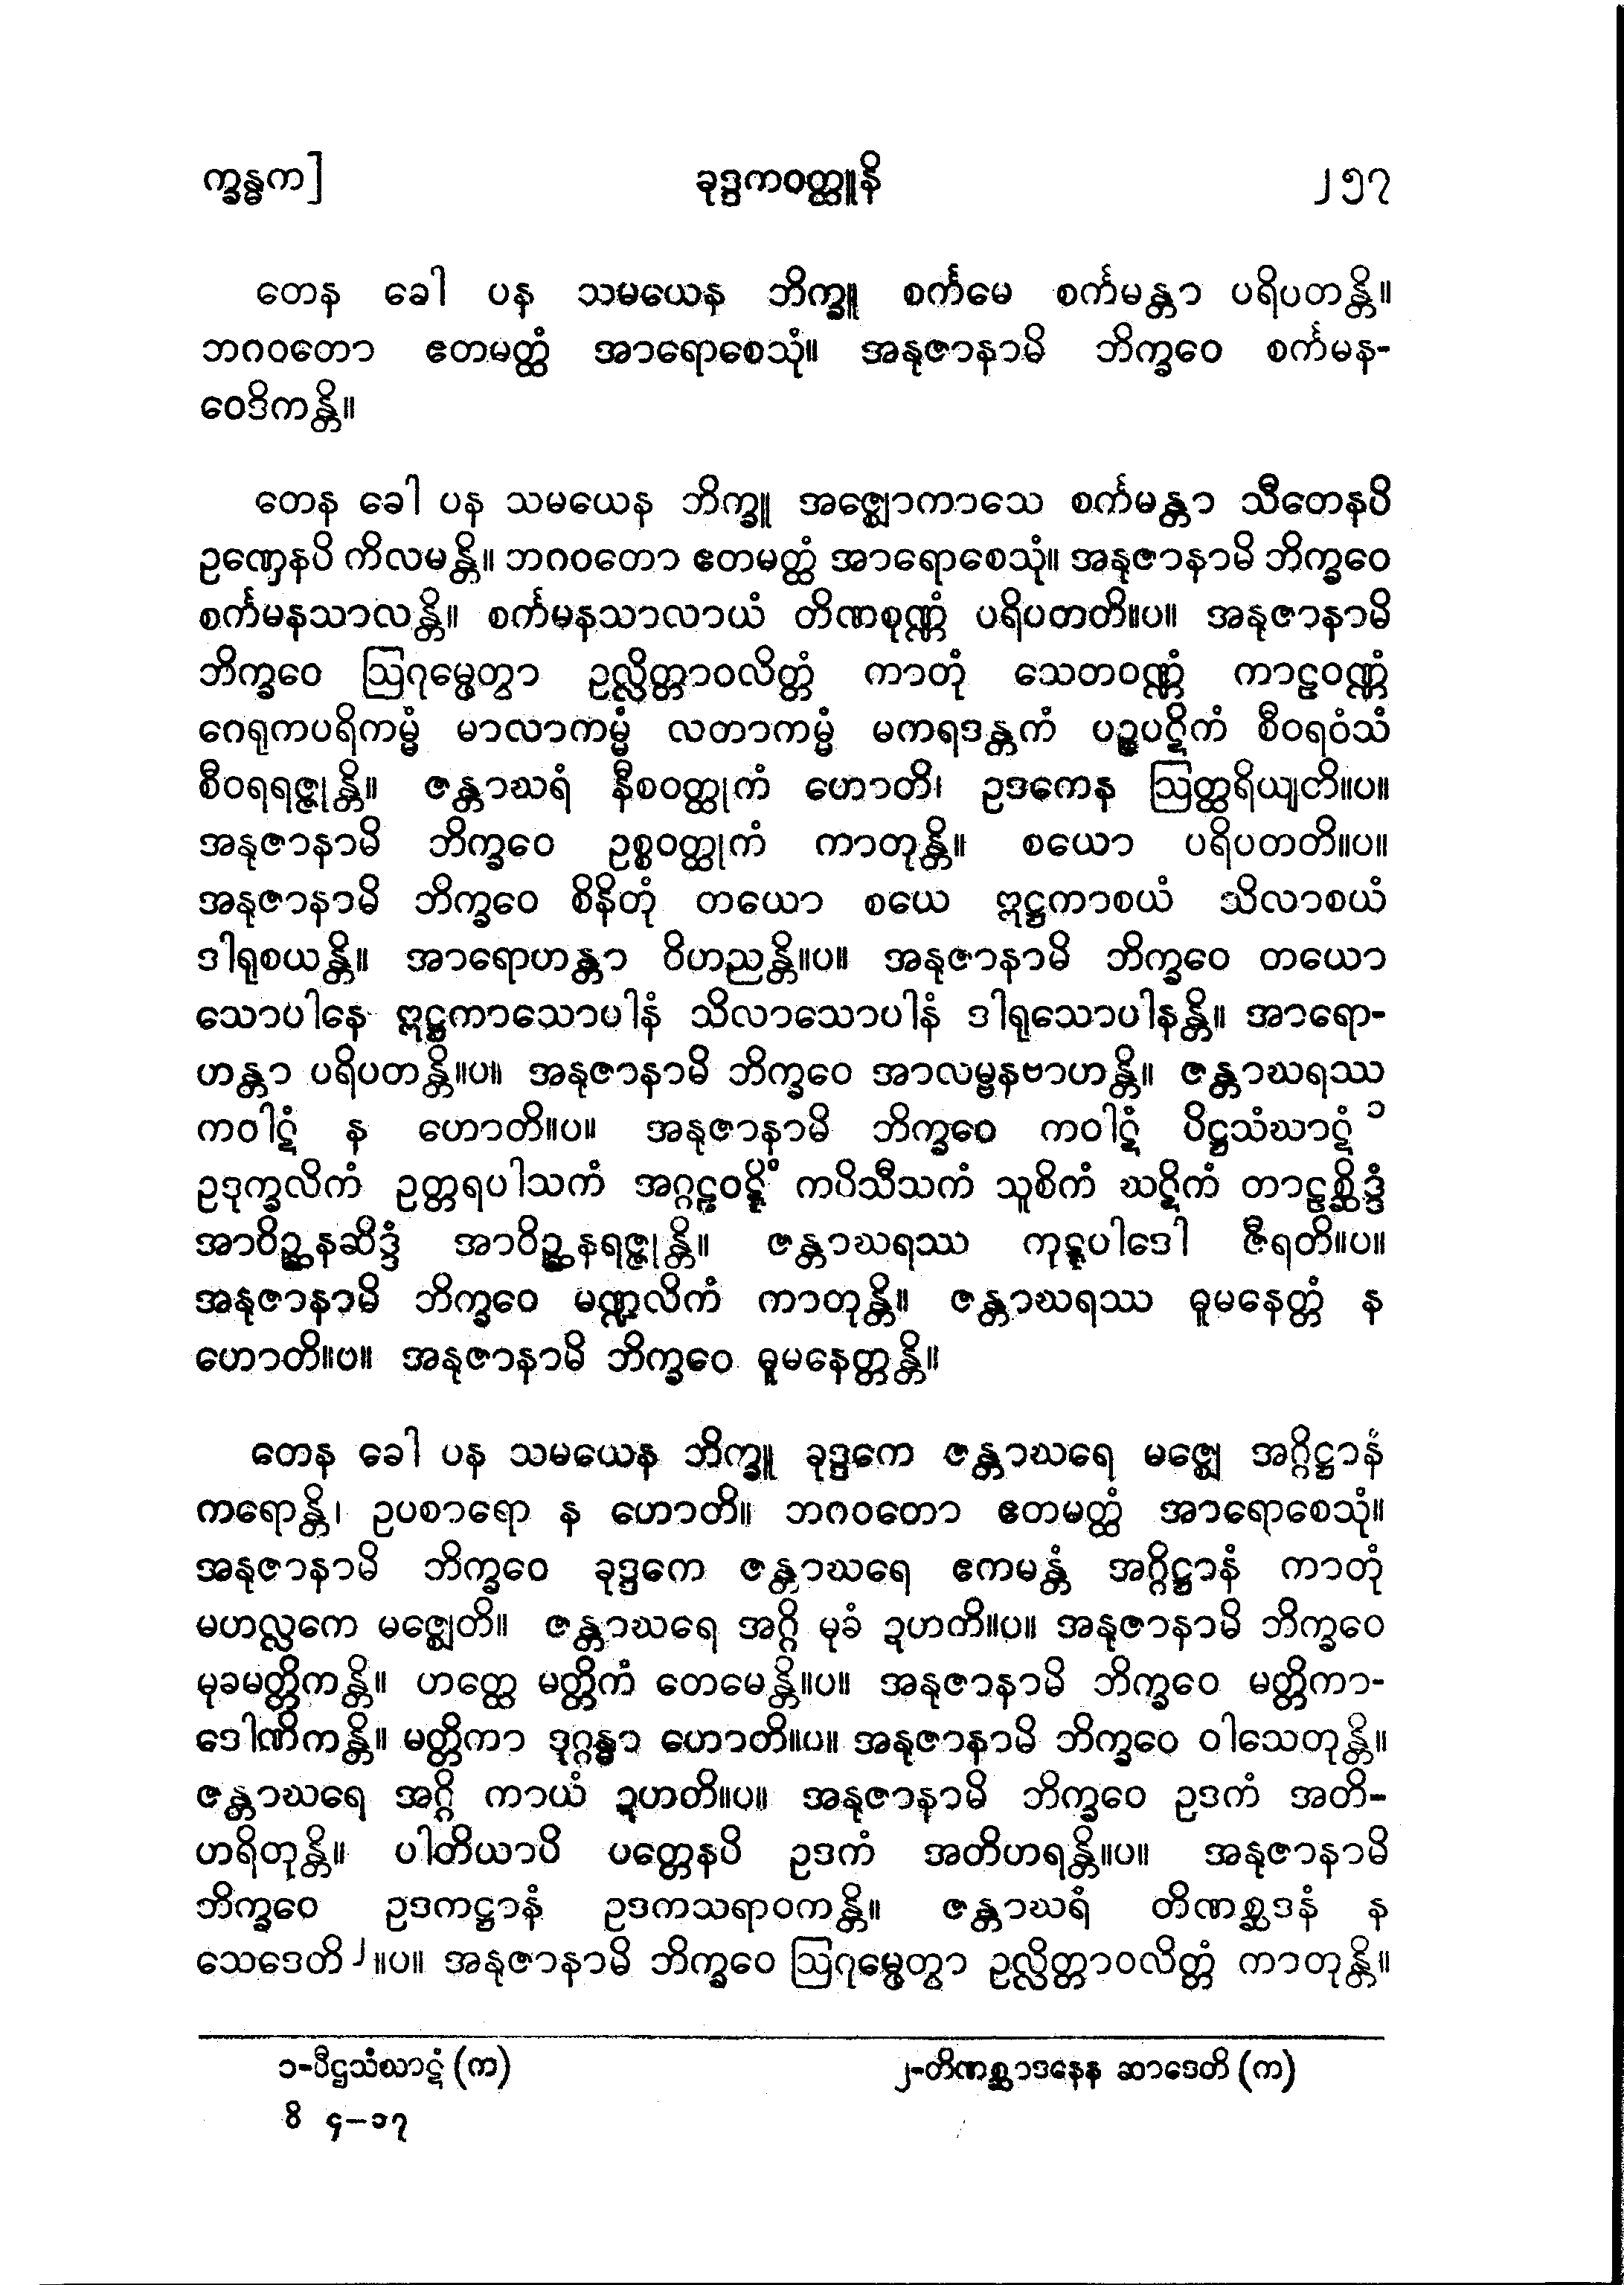 က္ခန္ဓက] ခုဒ္ဒကဝတ္ထူနိ ၂၅၇
တေန ခေါ ပန သမယေန ဘိက္ခူ စင်္ကမေ စင်္ကမန္တာ ပရိပတန္တိ။
ဘဂဝတော ဧတမတ္ထံ အာရောစေသုံ။ အနုဇာနာမိ ဘိက္ခဝေ စင်္ကမန-
ဝေဒိကန္တိ။
တေန ခေါ ပန သမယေန ဘိက္ခူ အဇ္ဈောကာသေ စင်္ကမန္တာ သီတေနပိ
ဥဏှေနပိ ကိလမန္တိ။ ဘဂဝတော ဧတမတ္ထံ အာရောစေသုံ။ အနုဇာနာမိ ဘိက္ခဝေ
စင်္ကမနသာလန္တိ။ စင်္ကမနသာလာယံ တိဏစုဏ္ဏံ ပရိပတတိ။ပ။ အနုဇာနာမိ
ဘိက္ခဝေ ဩဂုမ္ဖေတွာ ဥလ္လိတ္တာဝလိတ္တံ ကာတုံ သေတဝဏ္ဏံ ကာဠဝဏ္ဏံ
ဂေရုကပရိကမ္မံ မာလာကမ္မံ လတာကမ္မံ မကရဒန္တကံ ပဉ္စပဋိကံ စီဝရဝံသံ
စီဝရရဇ္ဇုန္တိ။ ဇန္တာဃရံ နီစဝတ္ထုကံ ဟောတိ၊ ဥဒကေန ဩတ္ထရိယျတိ။ပ။
အနုဇာနာမိ ဘိက္ခဝေ ဥစ္စဝတ္ထုကံ ကာတုန္တိ။ စယော ပရိပတတိ။ပ။
အနုဇာနာမိ ဘိက္ခဝေ စိနိတုံ တယော စယေ ဣဋ္ဌကာစယံ သိလာစယံ
ဒါရုစယန္တိ။ အာရောဟန္တာ ဝိဟညန္တိ။ပ။ အနုဇာနာမိ ဘိက္ခဝေ တယော
သောပါနေ ဣဋ္ဌကာသောပါနံ သိလာသောပါနံ ဒါရုသောပါနန္တိ။ အာရော-
ဟန္တာ ပရိပတန္တိ။ပ။ အနုဇာနာမိ ဘိက္ခဝေ အာလမ္ဗနဗာဟန္တိ။ ဇန္တာဃရဿ
ကဝါဋံ န ဟောတိ။ပ။ အနုဇာနာမိ ဘိက္ခဝေ ကဝါဋံ ပိဋ္ဌသံဃာဋံ ၁
ဥဒုက္ခလိကံ ဥတ္တရပါသကံ အဂ္ဂဠဝဋ္ဋိံ ကပိသီသကံ သူစိကံ ဃဋိကံ တာဠစ္ဆိဒ္ဒံ
အာဝိဉ္ဆနဆိဒ္ဒံ အာဝိဉ္ဆနရဇ္ဇုန္တိ။ ဇန္တာဃရဿ ကုဋ္ဋပါဒေါ ဇီရတိ။ပ။
အနုဇာနာမိ ဘိက္ခဝေ မဏ္ဍလိကံ ကာတုန္တိ။ ဇန္တာဃရဿ ဓူမနေတ္တံ န
ဟောတိ။ပ။ အနုဇာနာမိ ဘိက္ခဝေ ဓူမနေတ္တန္တိ။
တေန ခေါ ပန သမယေန ဘိက္ခူ ခုဒ္ဒကေ ဇန္တာဃရေ မဇ္ဈေ အဂ္ဂိဋ္ဌာနံ
ကရောန္တိ၊ ဥပစာရော န ဟောတိ။ ဘဂဝတော ဧတမတ္ထံ အာရောစေသုံ။
အနုဇာနာမိ ဘိက္ခဝေ ခုဒ္ဒကေ ဇန္တာဃရေ ဧကမန္တံ အဂ္ဂိဋ္ဌာနံ ကာတုံ
မဟလ္လကေ မဇ္ဈေတိ။ ဇန္တာဃရေ အဂ္ဂိ မုခံ ဍဟတိ။ပ။ အနုဇာနာမိ ဘိက္ခဝေ
မုခမတ္တိကန္တိ။ ဟတ္ထေ မတ္တိကံ တေမေန္တိ။ပ။ အနုဇာနာမိ ဘိက္ခဝေ မတ္တိကာ-
ဒေါဏိကန္တိ။ မတ္တိကာ ဒုဂ္ဂန္ဓာ ဟောတိ။ပ။ အနုဇာနာမိ ဘိက္ခဝေ ဝါသေတုန္တိ။
ဇန္တာဃရေ အဂ္ဂိ ကာယံ ဍဟတိ။ပ။ အနုဇာနာမိ ဘိက္ခဝေ ဥဒကံ အတိ-
ဟရိတုန္တိ။ ပါတိယာပိ ပတ္တေနပိ ဥဒကံ အတိဟရန္တိ။ပ။ အနုဇာနာမိ
ဘိက္ခဝေ ဥဒကဋ္ဌာနံ ဥဒကသရာဝကန္တိ။ ဇန္တာဃရံ တိဏစ္ဆဒနံ န
သေဒေတိ ၂။ပ။ အနုဇာနာမိ ဘိက္ခဝေ ဩဂုမ္ဖေတွာ ဥလ္လိတ္တာဝလိတ္တံ ကာတုန္တိ။
၁-ပီဌသံဃာဋံ (က) ၂-တိဏစ္ဆာဒနေန ဆာဒေတိ (က)
ဝိ ၄–၁၇